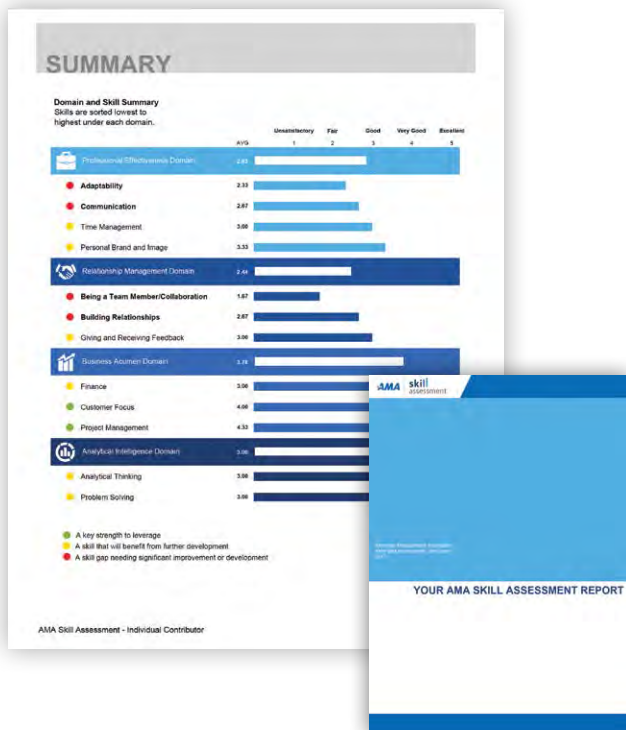 SUMMARY
Domain and Skill Summary
Skills are sorted lowest to
highest under each domain.
Unsatisfactory Fair Good Very Good Excellent
AVG 1 2 3 4 5
Professional Effectiveness Domain
Adaptability 2.33
Communication 2.67
Time Management 3.00
Personal Brand and Image 3.33
Relationship Management Domain 2.44
Being a Team Member/Collaboration 1.67
Building Relationships 2.67
Giving and Receiving Feedback 3.00
Business Acumen Domain 3.78
Finance 3.00
Customer Focus 4.00
Project Management 4.33
Analytical Intelligence Domain 3.00
Analytical Thinking 3.00
Problem Solving 3.00
A key strength to leverage
A skill that will benefit from further development
A skill gap needing significant improvement or development
AMA Skill Assessment - Individual Contributor
AMA skill
assessment
YOUR AMA SKILL ASSESSMENT REPORT